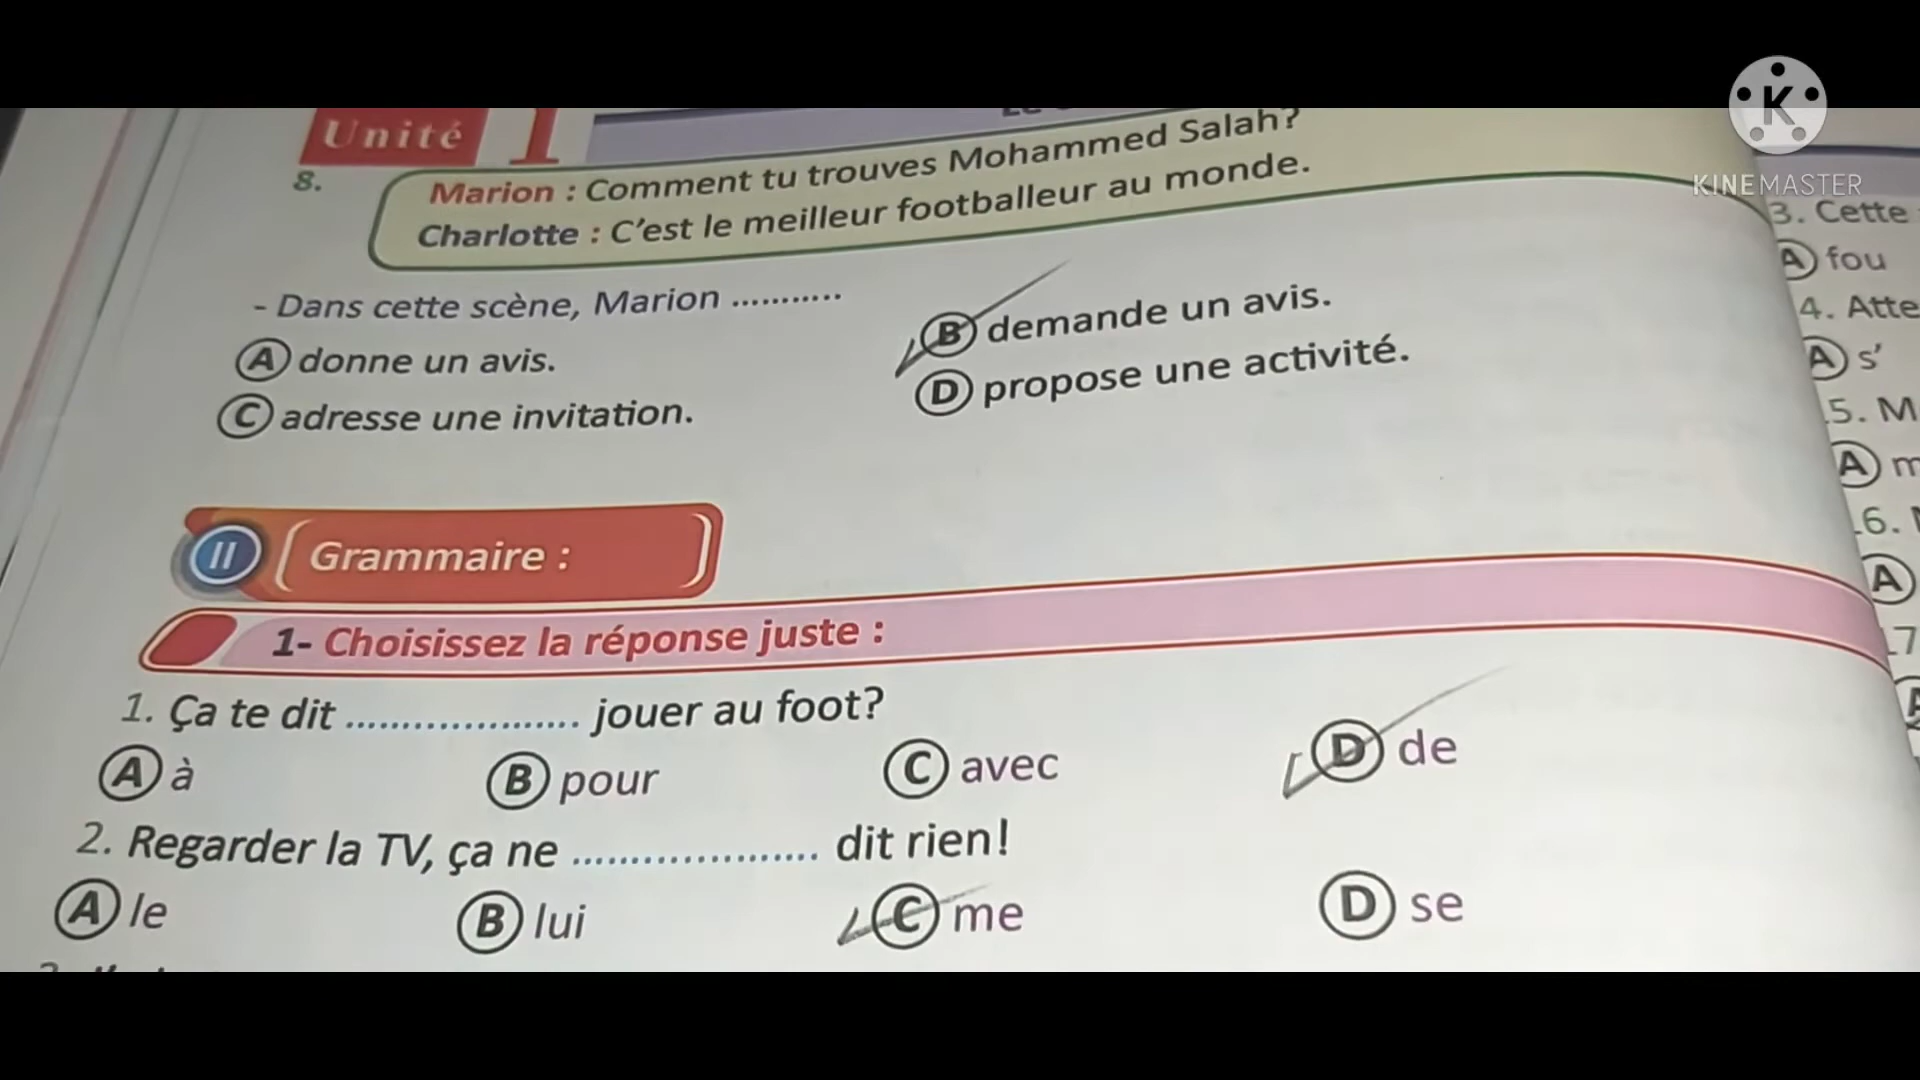 K
KINEMASTER
Unité 1
8.
Marion : Comment tu trouves Mohammed Salah?
Charlotte : C'est le meilleur footballeur au monde.
- Dans cette scène, Marion ...........
A donne un avis.
B demande un avis.
C adresse une invitation.
D propose une activité.
II Grammaire :
1- Choisissez la réponse juste :
1. Ça te dit .................... jouer au foot?
A à
B pour
C avec
D de
2. Regarder la TV, ça ne .................... dit rien!
A le
B lui
C me
D se
3. Cette
A fou
4. Atte
A s'
5. M
A m
6.
A
7